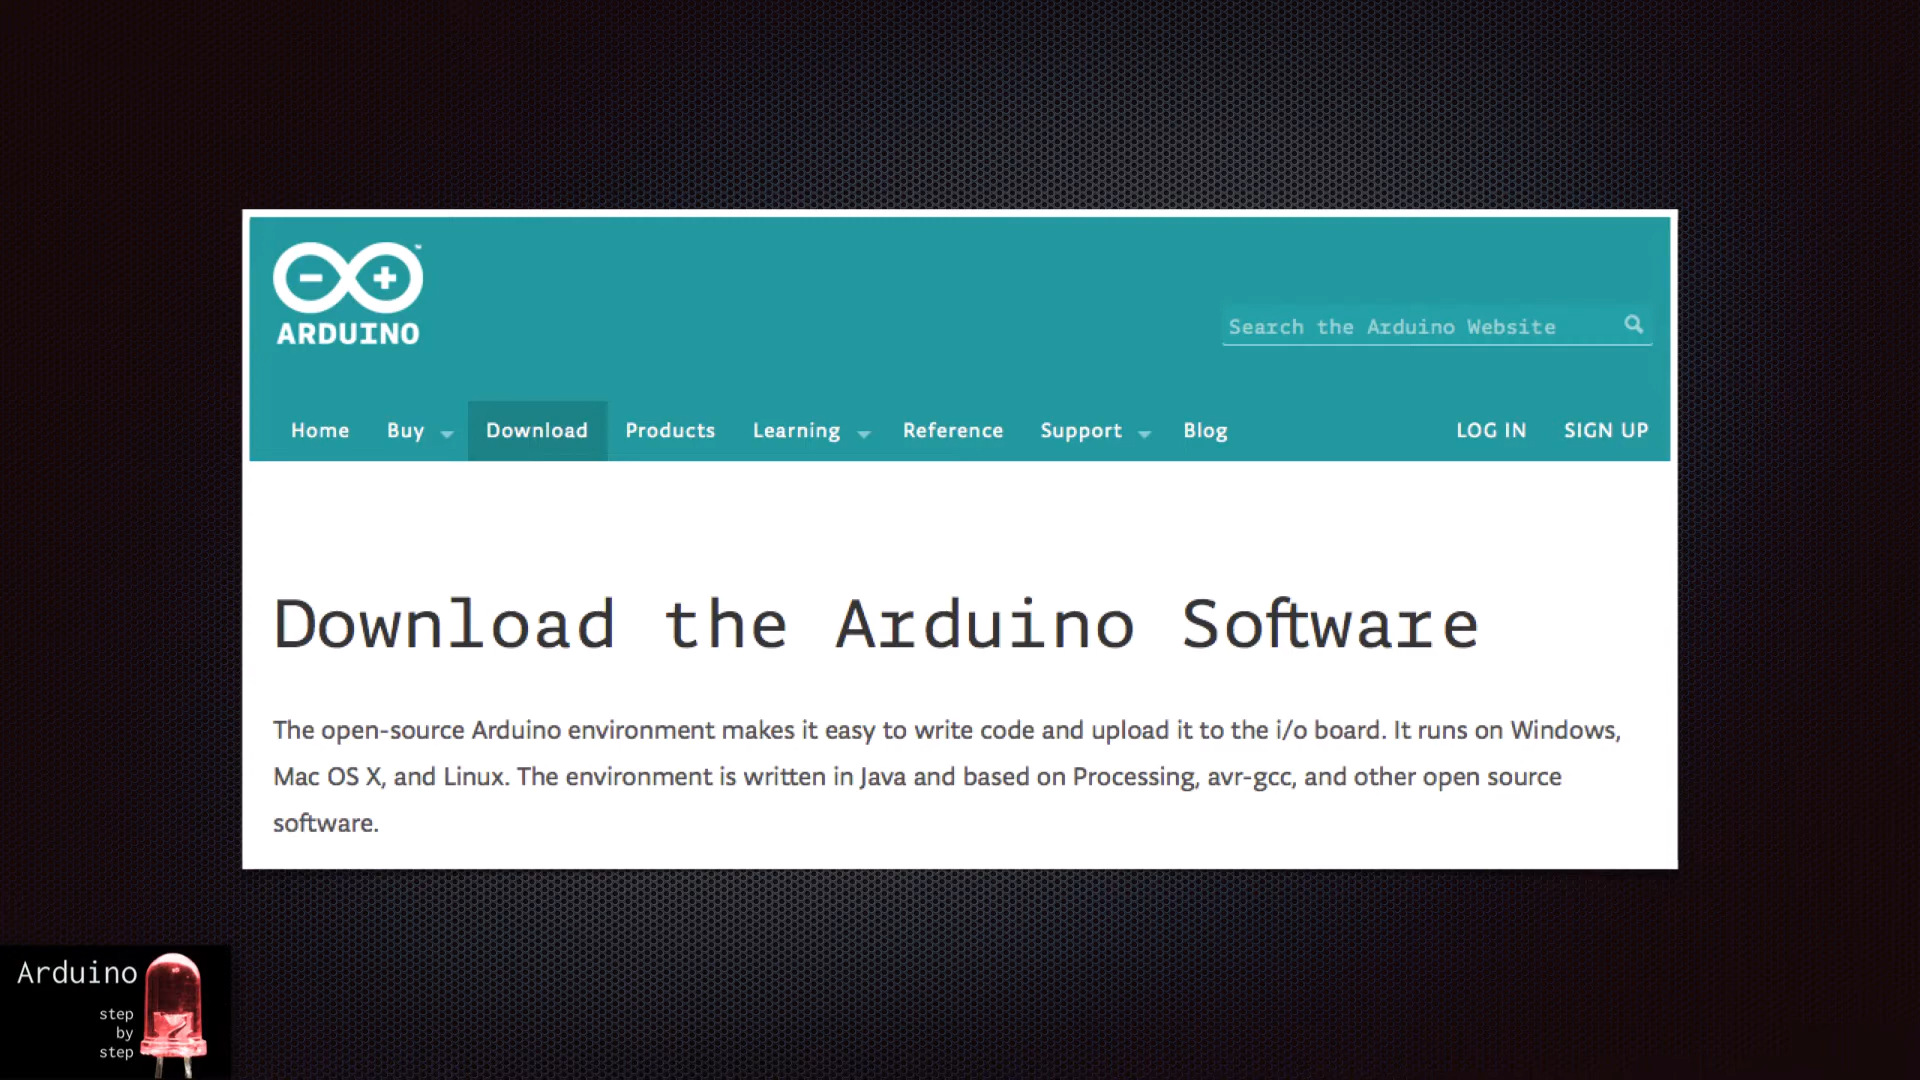 ARDUINO
Search the Arduino Website
Home Buy Download Products Learning Reference Support Blog LOG IN SIGN UP
Download the Arduino Software
The open-source Arduino environment makes it easy to write code and upload it to the i/o board. It runs on Windows,
Mac OS X, and Linux. The environment is written in Java and based on Processing, avr-gcc, and other open source
software.
Arduino
step
by
step